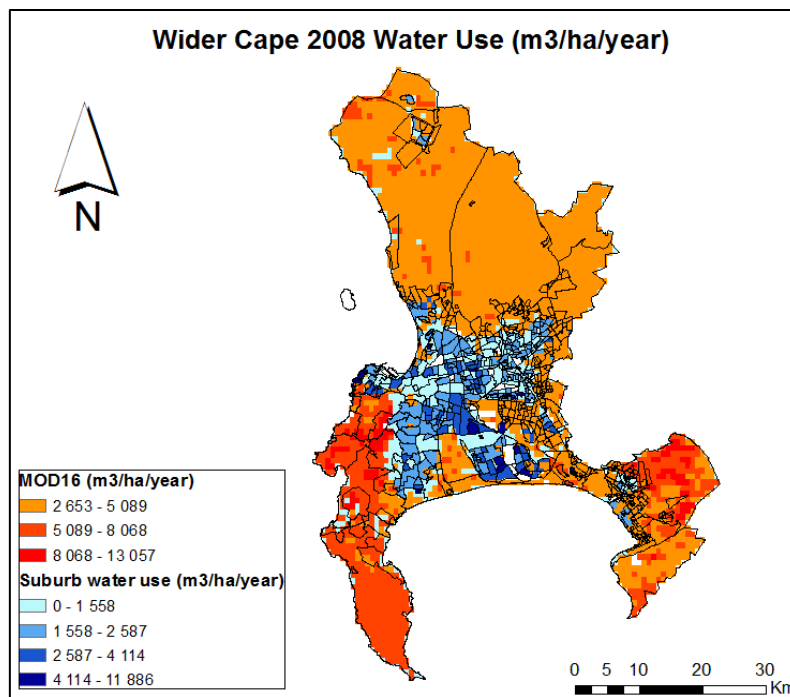 Wider Cape 2008 Water Use (m3/ha/year)
N
MOD16 (m3/ha/year)
2 653 - 5 089
5 089 - 8 068
8 068 - 13 057
Suburb water use (m3/ha/year)
0 - 1 558
1 558 - 2 587
2 587 - 4 114
4 114 - 11 886
0 5 10 20 30
Km